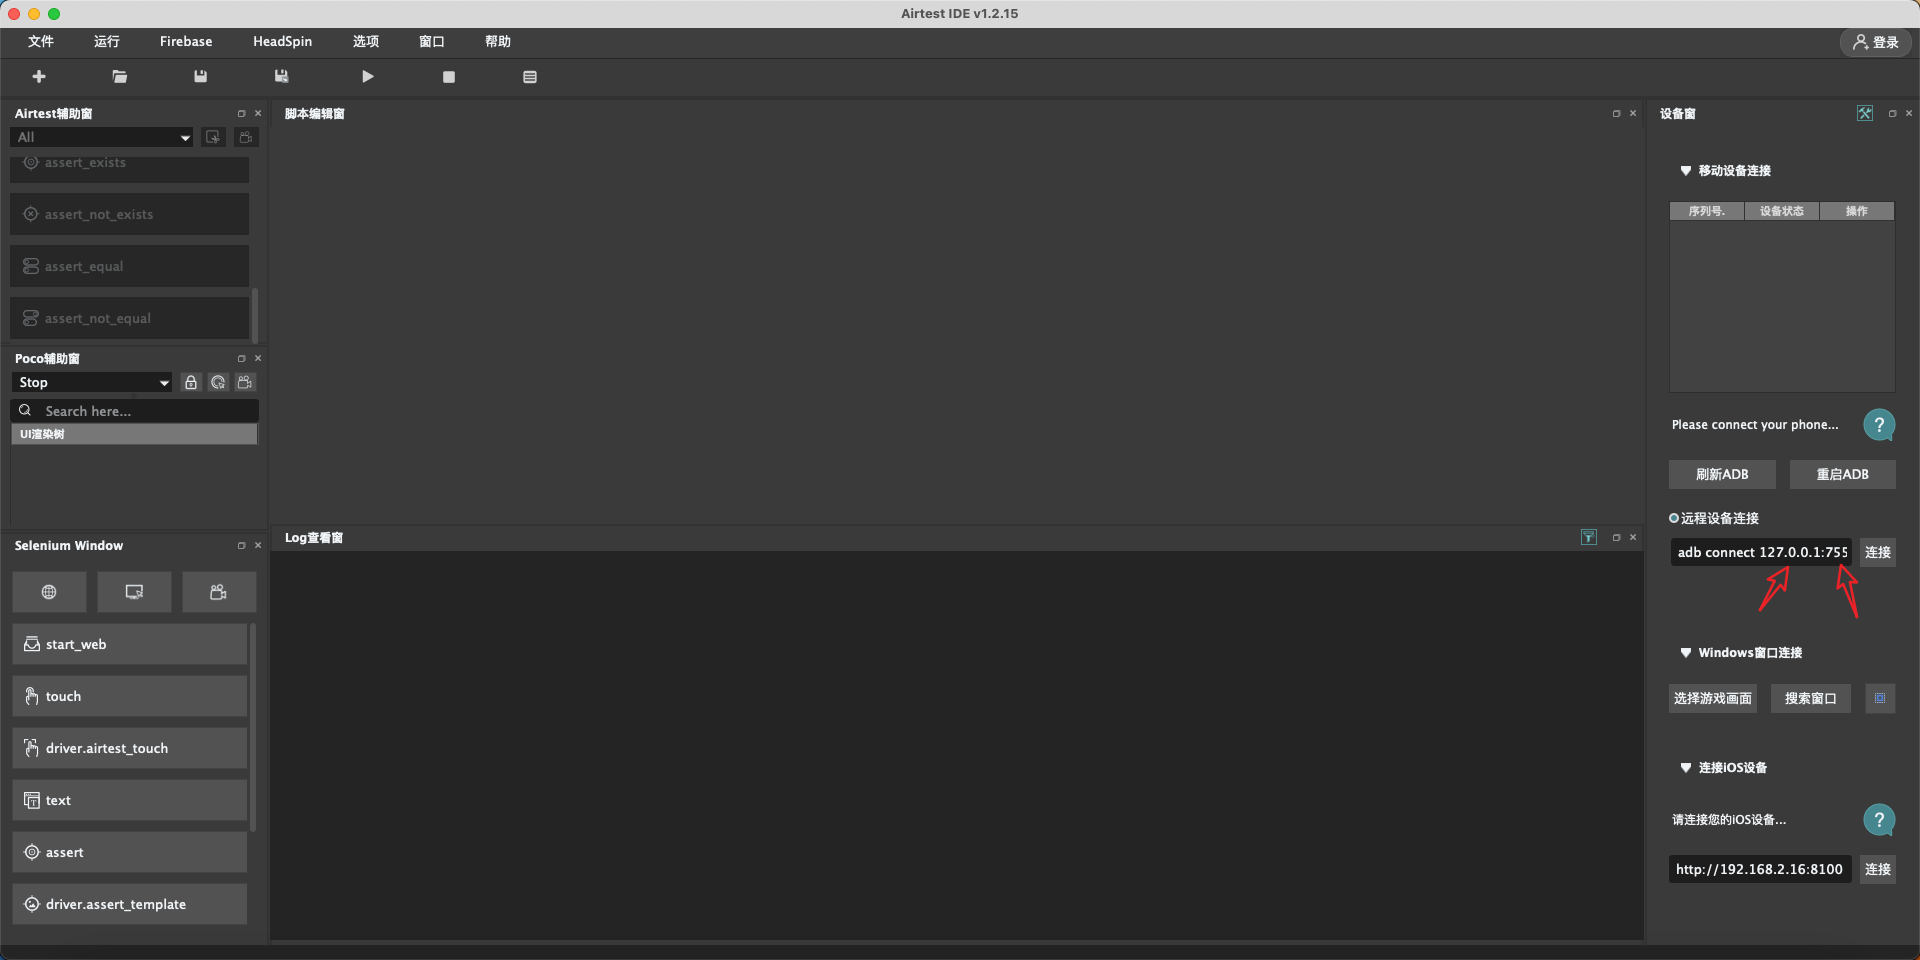 Airtest IDE v1.2.15
文件 运行 Firebase HeadSpin 选项 窗口 帮助 登录
Airtest辅助窗
All
assert_exists
assert_not_exists
assert_equal
assert_not_equal
Poco辅助窗
Stop
Search here...
UI渲染树
Selenium Window
start_web
touch
driver.airtest_touch
text
assert
driver.assert_template
脚本编辑窗
Log查看窗
设备窗
移动设备连接
序列号. 设备状态 操作
Please connect your phone... ?
刷新ADB 重启ADB
远程设备连接
adb connect 127.0.0.1:755 连接
Windows窗口连接
选择游戏画面 搜索窗口
连接iOS设备
请连接您的iOS设备... ?
http://192.168.2.16:8100 连接